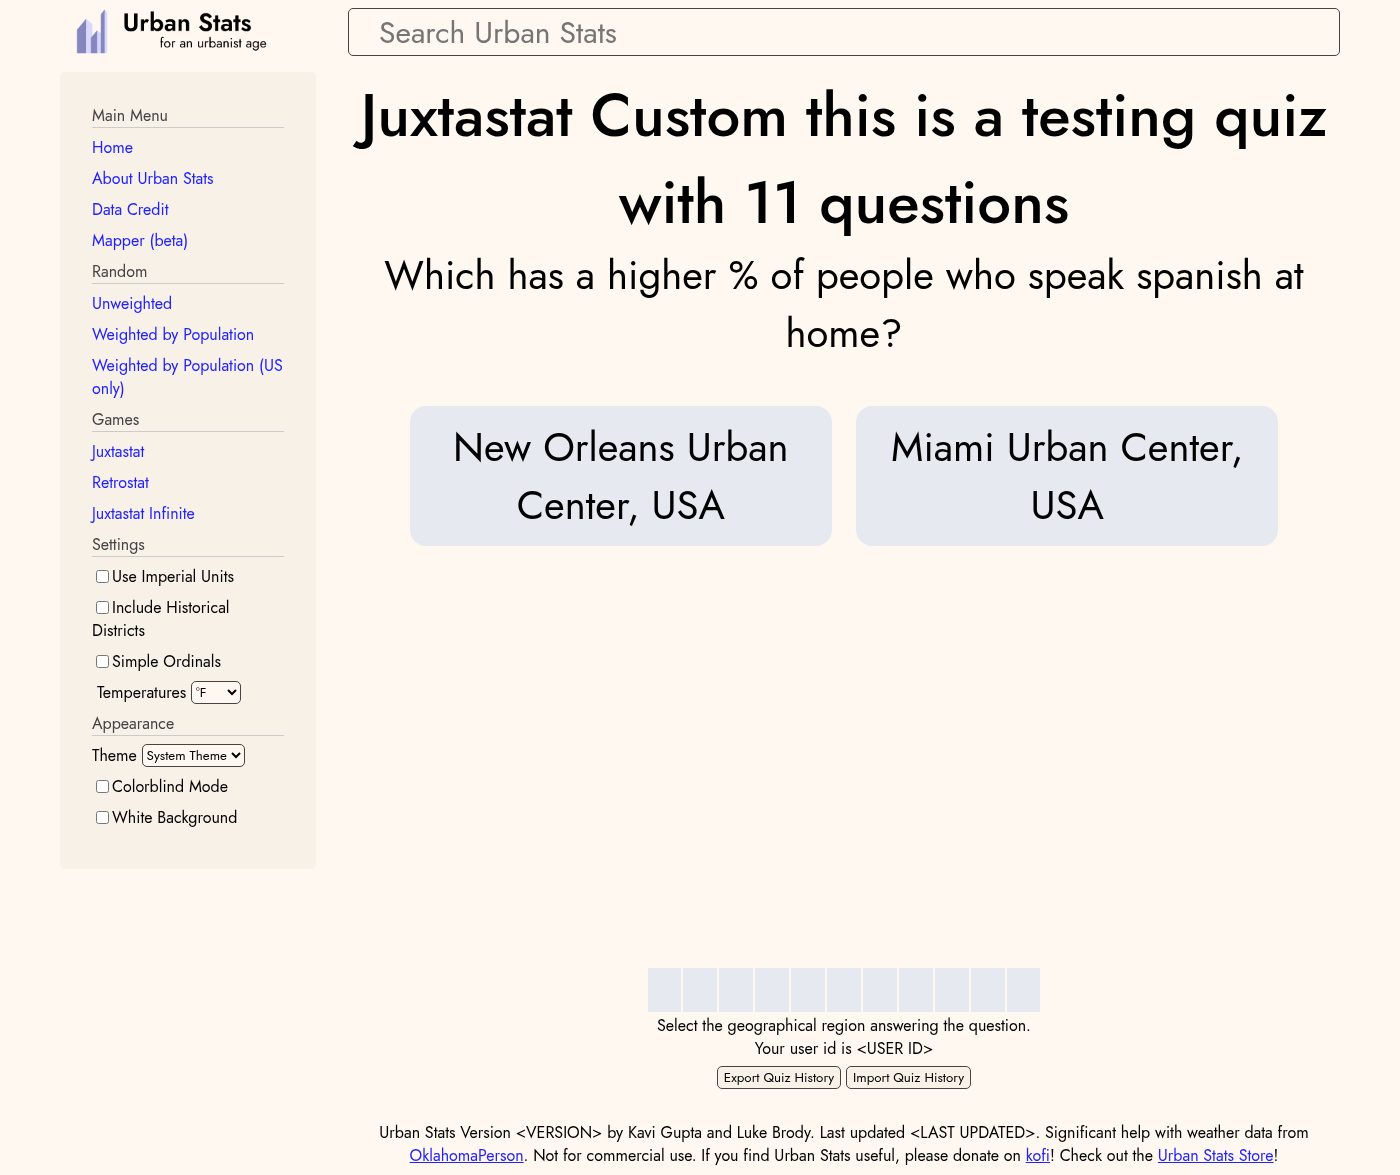 Urban Stats
for an urbanist age
Search Urban Stats
Main Menu
Home
About Urban Stats
Data Credit
Mapper (beta)
Random
Unweighted
Weighted by Population
Weighted by Population (US
only)
Games
Juxtastat
Retrostat
Juxtastat Infinite
Settings
Use Imperial Units
Include Historical
Districts
Simple Ordinals
Temperatures °F
Appearance
Theme System Theme
Colorblind Mode
White Background
Juxtastat Custom this is a testing quiz
with 11 questions
Which has a higher % of people who speak spanish at
home?
New Orleans Urban
Center, USA
Miami Urban Center,
USA
Select the geographical region answering the question.
Your user id is <USER ID>
Export Quiz History Import Quiz History
Urban Stats Version <VERSION> by Kavi Gupta and Luke Brody. Last updated <LAST UPDATED>. Significant help with weather data from
OklahomaPerson. Not for commercial use. If you find Urban Stats useful, please donate on kofi! Check out the Urban Stats Store!